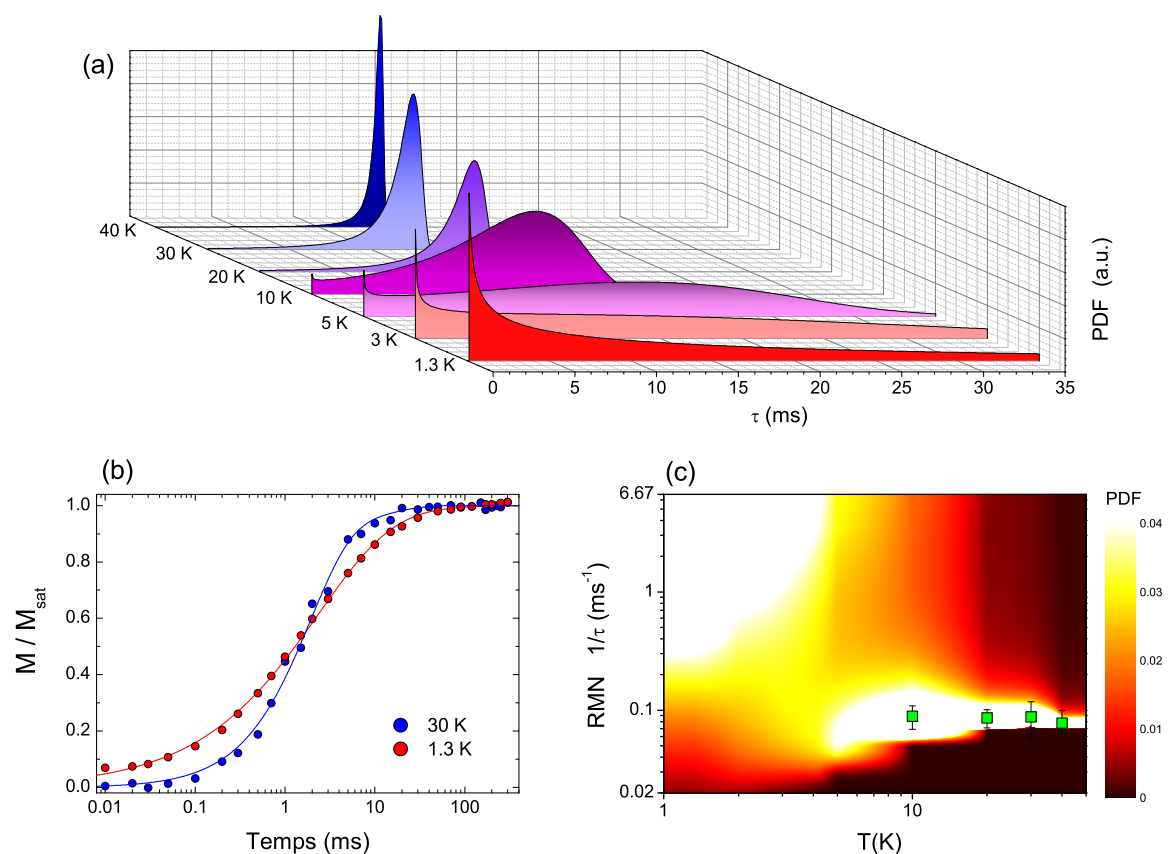 (a)
40 K
30 K
20 K
10 K
5 K
3 K
1.3 K
0 5 10 15 20 25 30 35
τ (ms)
PDF (a.u.)
(b)
1.0
0.8
0.6
0.4
0.2
0.0
M / Msat
0.01 0.1 1 10 100
Temps (ms)
30 K
1.3 K
(c)
6.67
1
0.1
0.02
RMN 1/τ (ms⁻¹)
1 10
T(K)
PDF
0.04
0.03
0.02
0.01
0